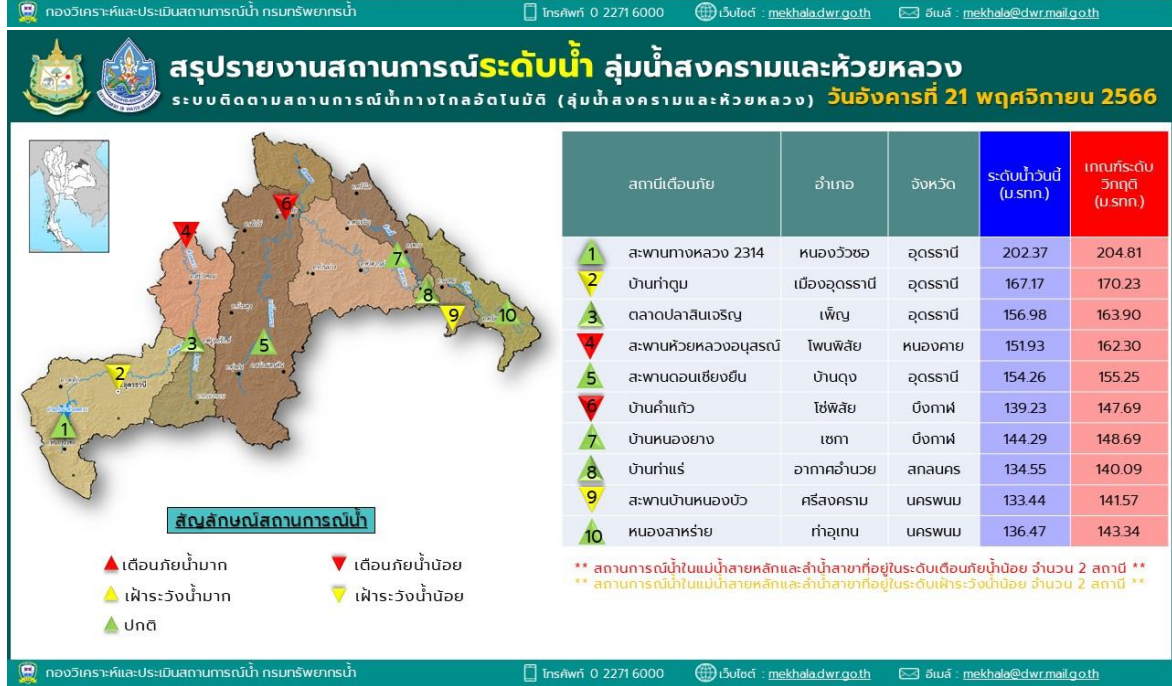 กองวิเคราะห์และประเมินสถานการณ์น้ำ กรมทรัพยากรน้ำ โทรศัพท์ 0 2271 6000 เว็บไซต์ : mekhala.dwr.go.th อีเมล์ : mekhala@dwr.mail.go.th
สรุปรายงานสถานการณ์ระดับน้ำ ลุ่มน้ำสงครามและห้วยหลวง
ระบบติดตามสถานการณ์น้ำทางไกลอัตโนมัติ (ลุ่มน้ำสงครามและห้วยหลวง) วันอังคารที่ 21 พฤศจิกายน 2566
สถานีเตือนภัย อำเภอ จังหวัด ระดับน้ำวันนี้ (ม.รทก.) เกณฑ์ระดับวิกฤติ (ม.รทก.)
1 สะพานทางหลวง 2314 หนองวัวซอ อุดรธานี 202.37 204.81
2 บ้านท่าตูม เมืองอุดรธานี อุดรธานี 167.17 170.23
3 ตลาดปลาสินเจริญ เพ็ญ อุดรธานี 156.98 163.90
4 สะพานห้วยหลวงอนุสรณ์ โพนพิสัย หนองคาย 151.93 162.30
5 สะพานดอนเชียงยืน บ้านดุง อุดรธานี 154.26 155.25
6 บ้านคำแก้ว โซ่พิสัย บึงกาฬ 139.23 147.69
7 บ้านหนองยาง เซกา บึงกาฬ 144.29 148.69
8 บ้านท่าแร่ อากาศอำนวย สกลนคร 134.55 140.09
9 สะพานบ้านหนองบัว ศรีสงคราม นครพนม 133.44 141.57
10 หนองสาหร่าย ท่าอุเทน นครพนม 136.47 143.34
** สถานการณ์น้ำในแม่น้ำสายหลักและลำน้ำสาขาที่อยู่ในระดับเตือนภัยน้ำน้อย จำนวน 2 สถานี **
** สถานการณ์น้ำในแม่น้ำสายหลักและลำน้ำสาขาที่อยู่ในระดับเฝ้าระวังน้ำน้อย จำนวน 2 สถานี **
6
4
7
8
9
10
3
5
2
1
สัญลักษณ์สถานการณ์น้ำ
เตือนภัยน้ำมาก เตือนภัยน้ำน้อย
เฝ้าระวังน้ำมาก เฝ้าระวังน้ำน้อย
ปกติ
กองวิเคราะห์และประเมินสถานการณ์น้ำ กรมทรัพยากรน้ำ โทรศัพท์ 0 2271 6000 เว็บไซต์ : mekhala.dwr.go.th อีเมล์ : mekhala@dwr.mail.go.th